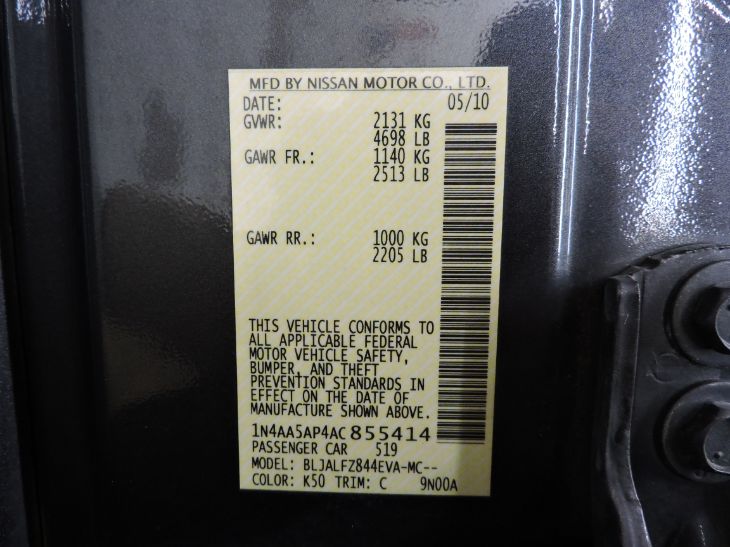 MFD BY NISSAN MOTOR CO., LTD.
DATE: 05/10
GVWR: 2131 KG
4698 LB
GAWR FR.: 1140 KG
2513 LB
GAWR RR.: 1000 KG
2205 LB
THIS VEHICLE CONFORMS TO
ALL APPLICABLE FEDERAL
MOTOR VEHICLE SAFETY,
BUMPER, AND THEFT
PREVENTION STANDARDS IN
EFFECT ON THE DATE OF
MANUFACTURE SHOWN ABOVE.
1N4AA5AP4AC855414
PASSENGER CAR 519
MODEL: BLJALFZ844EVA-MC--
COLOR: K50 TRIM: C 9N00A